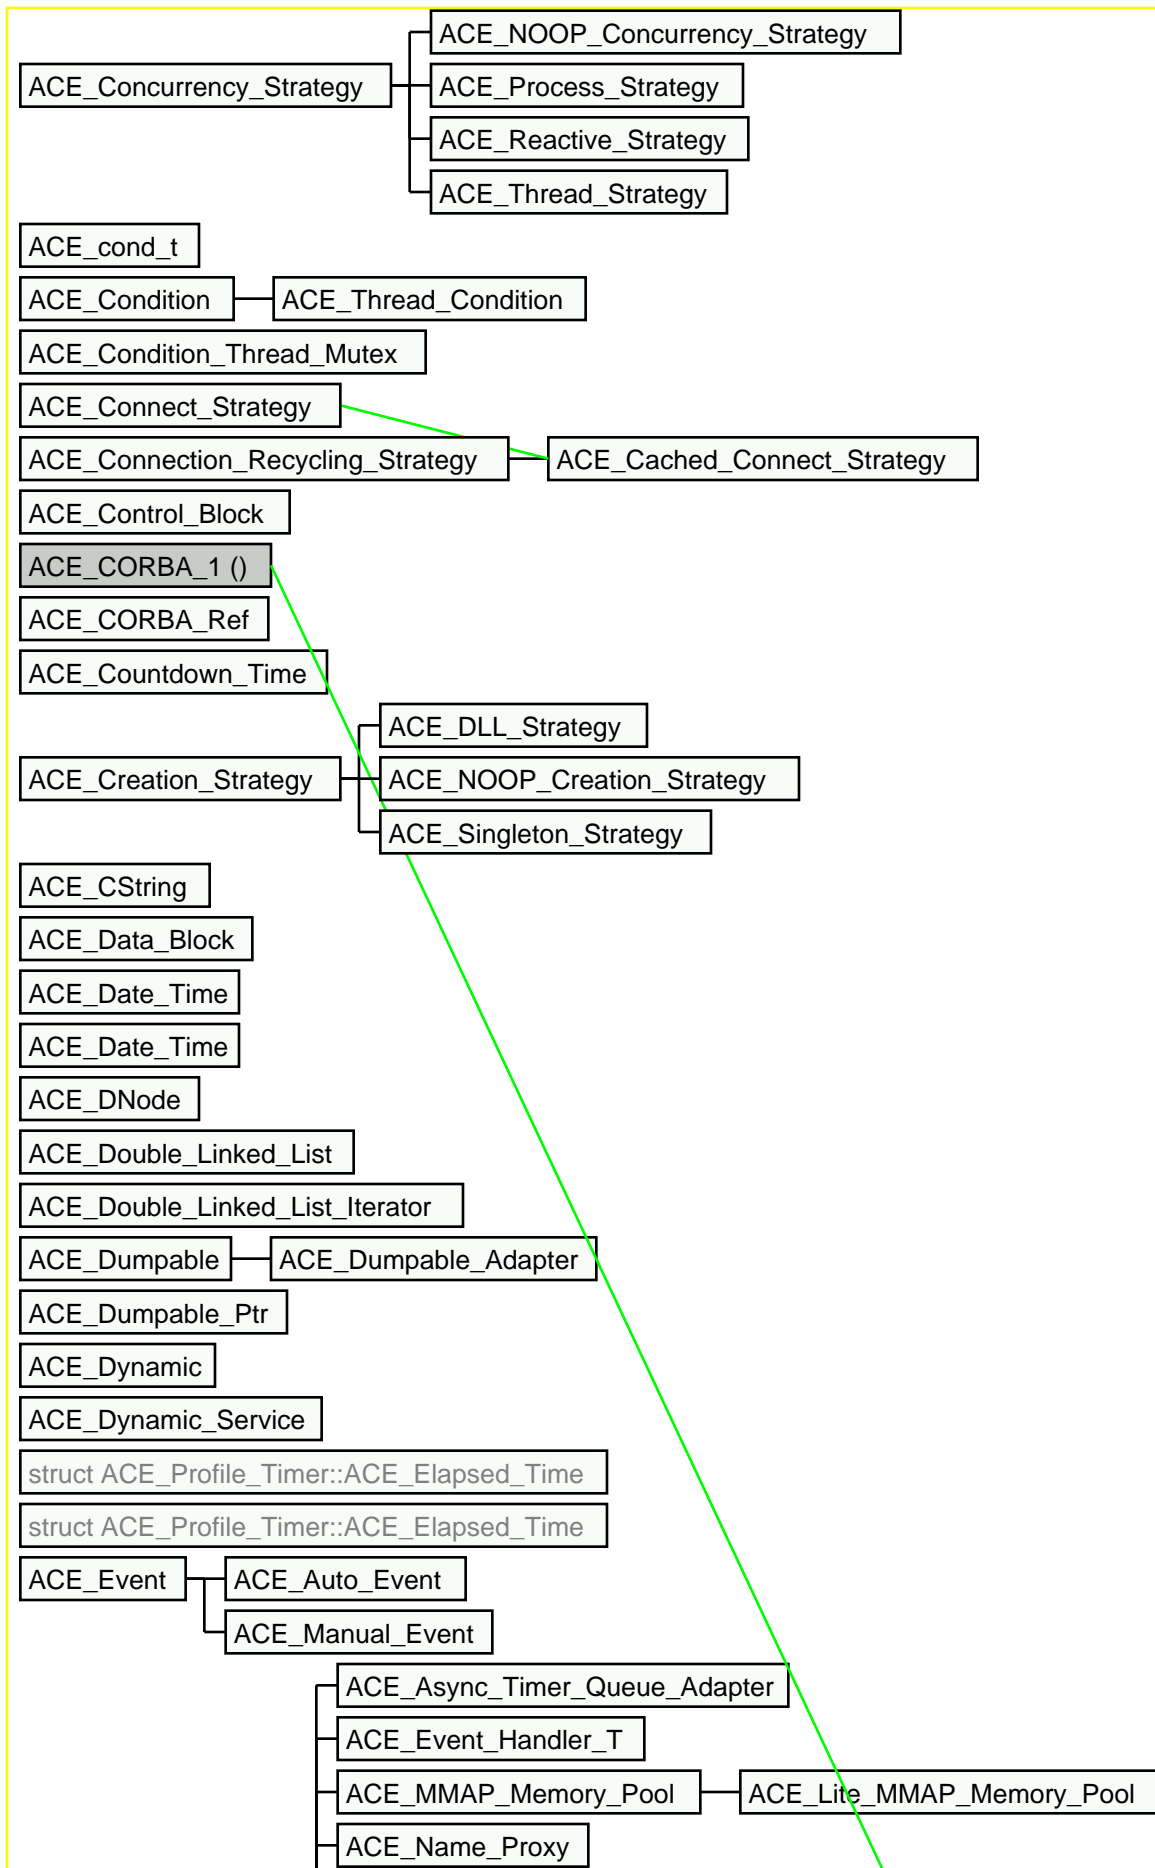 ACE_NOOP_Concurrency_Strategy
ACE_Concurrency_Strategy
ACE_Process_Strategy
ACE_Reactive_Strategy
ACE_Thread_Strategy
ACE_cond_t
ACE_Condition
ACE_Thread_Condition
ACE_Condition_Thread_Mutex
ACE_Connect_Strategy
ACE_Connection_Recycling_Strategy
ACE_Cached_Connect_Strategy
ACE_Control_Block
ACE_CORBA_1 ()
ACE_CORBA_Ref
ACE_Countdown_Time
ACE_DLL_Strategy
ACE_Creation_Strategy
ACE_NOOP_Creation_Strategy
ACE_Singleton_Strategy
ACE_CString
ACE_Data_Block
ACE_Date_Time
ACE_Date_Time
ACE_DNode
ACE_Double_Linked_List
ACE_Double_Linked_List_Iterator
ACE_Dumpable
ACE_Dumpable_Adapter
ACE_Dumpable_Ptr
ACE_Dynamic
ACE_Dynamic_Service
struct ACE_Profile_Timer::ACE_Elapsed_Time
struct ACE_Profile_Timer::ACE_Elapsed_Time
ACE_Event
ACE_Auto_Event
ACE_Manual_Event
ACE_Async_Timer_Queue_Adapter
ACE_Event_Handler_T
ACE_MMAP_Memory_Pool
ACE_Lite_MMAP_Memory_Pool
ACE_Name_Proxy